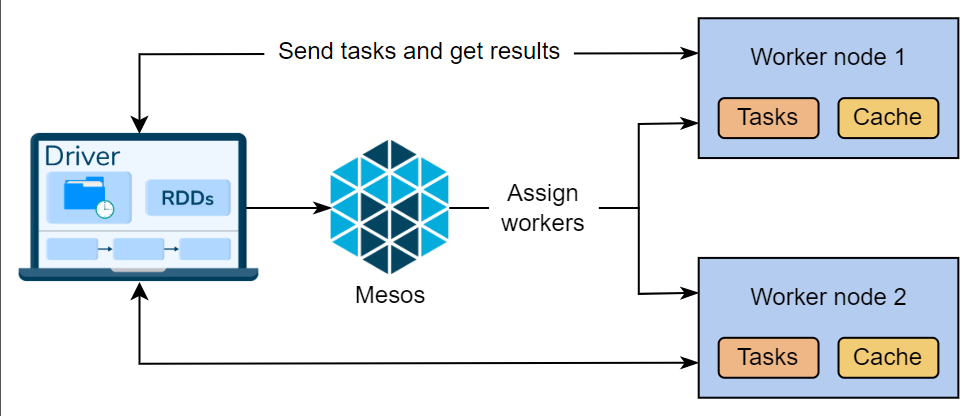 Send tasks and get results
Worker node 1
Tasks
Cache
Driver
RDDs
Mesos
Assign
workers
Worker node 2
Tasks
Cache